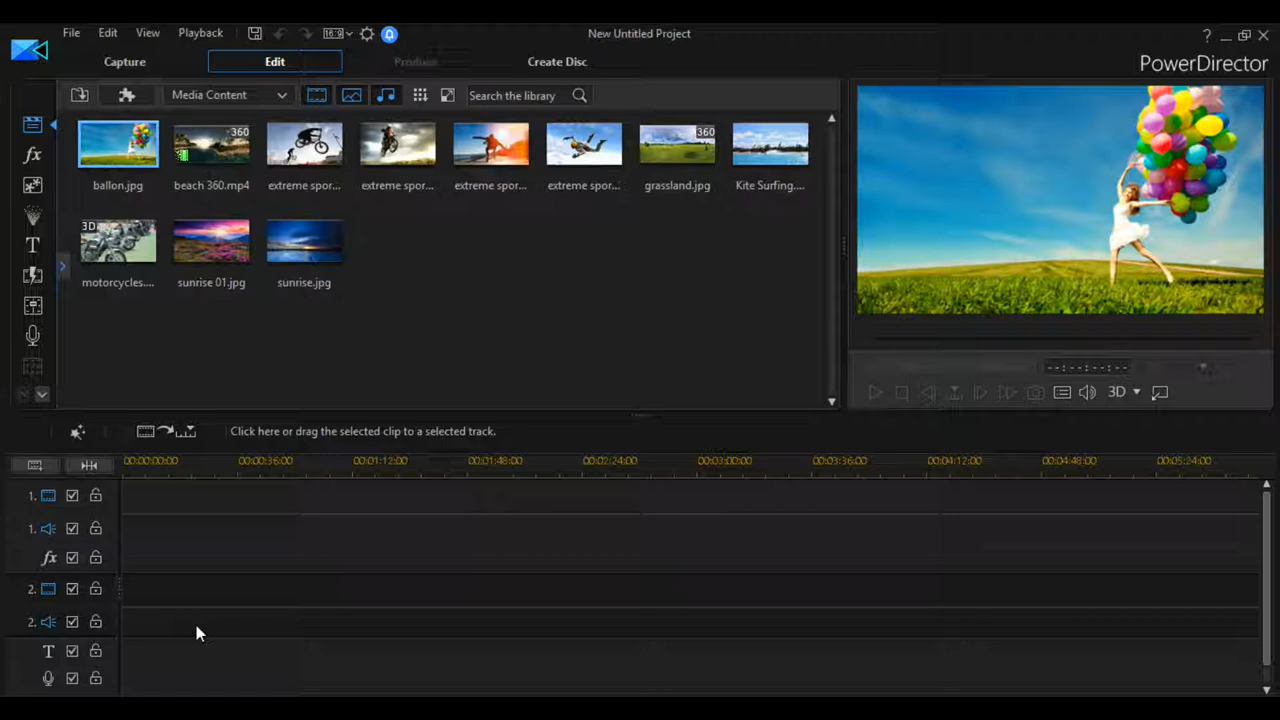 File Edit View Playback 16:9 New Untitled Project ?
Capture Edit Produce Create Disc PowerDirector
Media Content Search the library
360 360
ballon.jpg beach 360.mp4 extreme spor... extreme spor... extreme spor... extreme spor... grassland.jpg Kite Surfing....
3D
motorcycles.... sunrise 01.jpg sunrise.jpg
fx
T
--:--:--:--
3D
Click here or drag the selected clip to a selected track.
00:00:00:00 00:00:36:00 00:01:12:00 00:01:48:00 00:02:24:00 00:03:00:00 00:03:36:00 00:04:12:00 00:04:48:00 00:05:24:00
1.
1.
fx
2.
2.
T